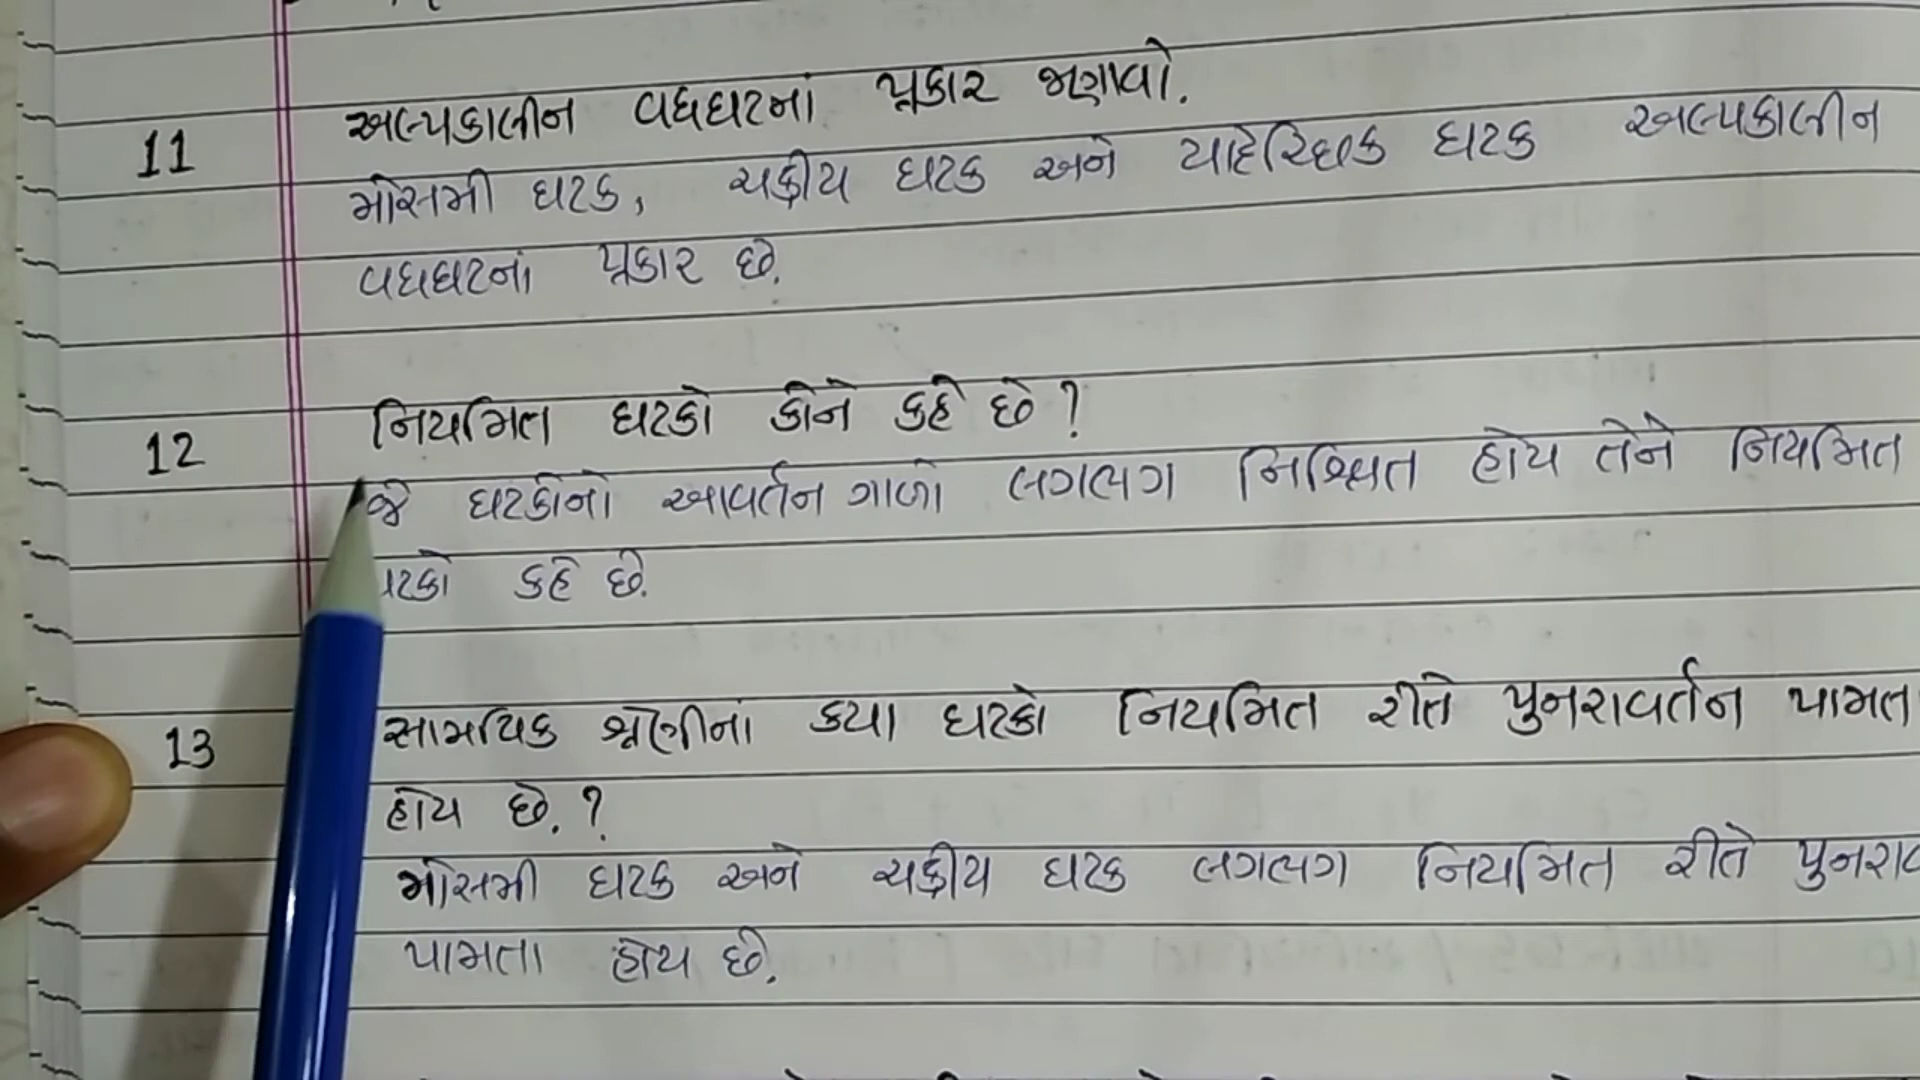 11 અલ્પકાલીન વધઘટનાં પ્રકાર જણાવો.
મોસમી ઘટક, ચક્રીય ઘટક અને યાદૃચ્છિક ઘટક અલ્પકાલીન
વધઘટનાં પ્રકાર છે.
12 નિયમિત ઘટકો કોને કહે છે ?
જે ઘટકોનો આવર્તન ગાળો લગભગ નિશ્ચિત હોય તેને નિયમિત
ઘટકો કહે છે.
13 સામયિક શ્રેણીનાં કયા ઘટકો નિયમિત રીતે પુનરાવર્તન પામત
હોય છે. ?
મોસમી ઘટક અને ચક્રીય ઘટક લગભગ નિયમિત રીતે પુનરાવ
પામતા હોય છે.